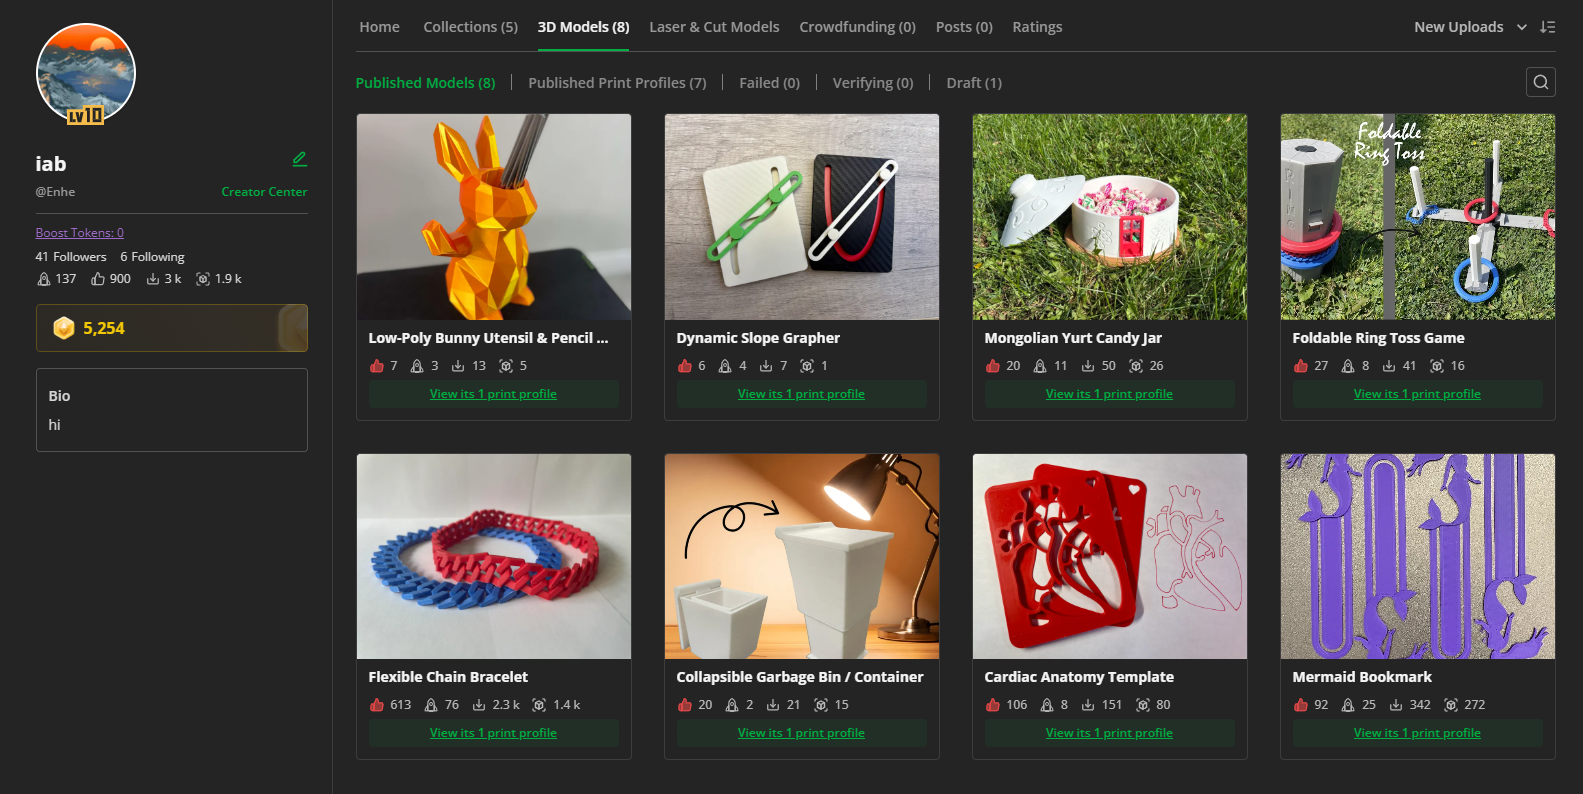 Home Collections (5) 3D Models (8) Laser & Cut Models Crowdfunding (0) Posts (0) Ratings New Uploads
LV10
iab
@Enhe Creator Center
Boost Tokens: 0
41 Followers 6 Following
137 900 3 k 1.9 k
5,254
Bio
hi
Published Models (8) Published Print Profiles (7) Failed (0) Verifying (0) Draft (1)
Low-Poly Bunny Utensil & Pencil ...
7 3 13 5
View its 1 print profile
Dynamic Slope Grapher
6 4 7 1
View its 1 print profile
Mongolian Yurt Candy Jar
20 11 50 26
View its 1 print profile
Foldable
Ring Toss
RING
Foldable Ring Toss Game
27 8 41 16
View its 1 print profile
Flexible Chain Bracelet
613 76 2.3 k 1.4 k
View its 1 print profile
Collapsible Garbage Bin / Container
20 2 21 15
View its 1 print profile
Cardiac Anatomy Template
106 8 151 80
View its 1 print profile
Mermaid Bookmark
92 25 342 272
View its 1 print profile